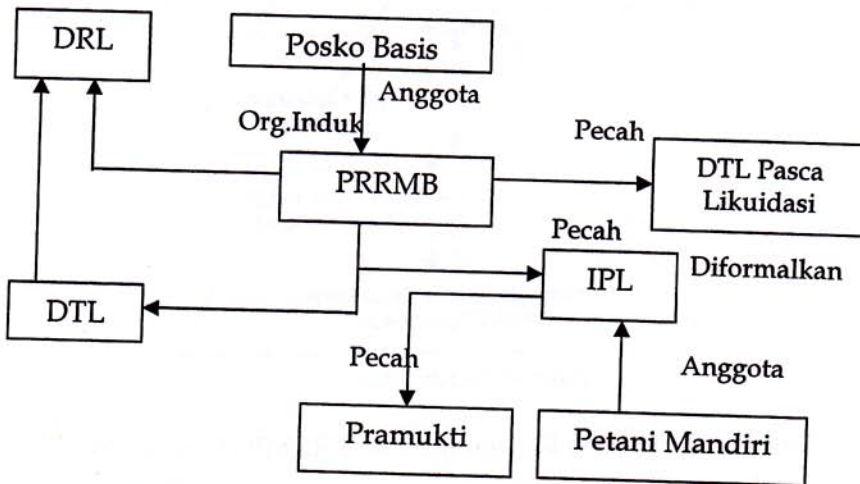 DRL
Posko Basis
Anggota
Org.Induk
Pecah
PRRMB
DTL Pasca
Likuidasi
Pecah
IPL
Diformalkan
DTL
Pecah
Anggota
Pramukti
Petani Mandiri